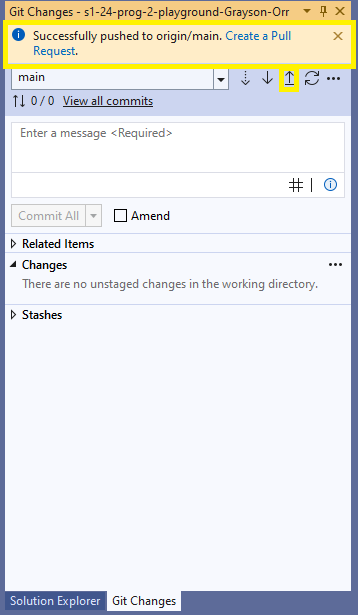 Git Changes - s1-24-prog-2-playground-Grayson-Orr
Successfully pushed to origin/main. Create a Pull
Request.
main
0 / 0 View all commits
Enter a message <Required>
Commit All Amend
Related Items
Changes
There are no unstaged changes in the working directory.
Stashes
Solution Explorer Git Changes